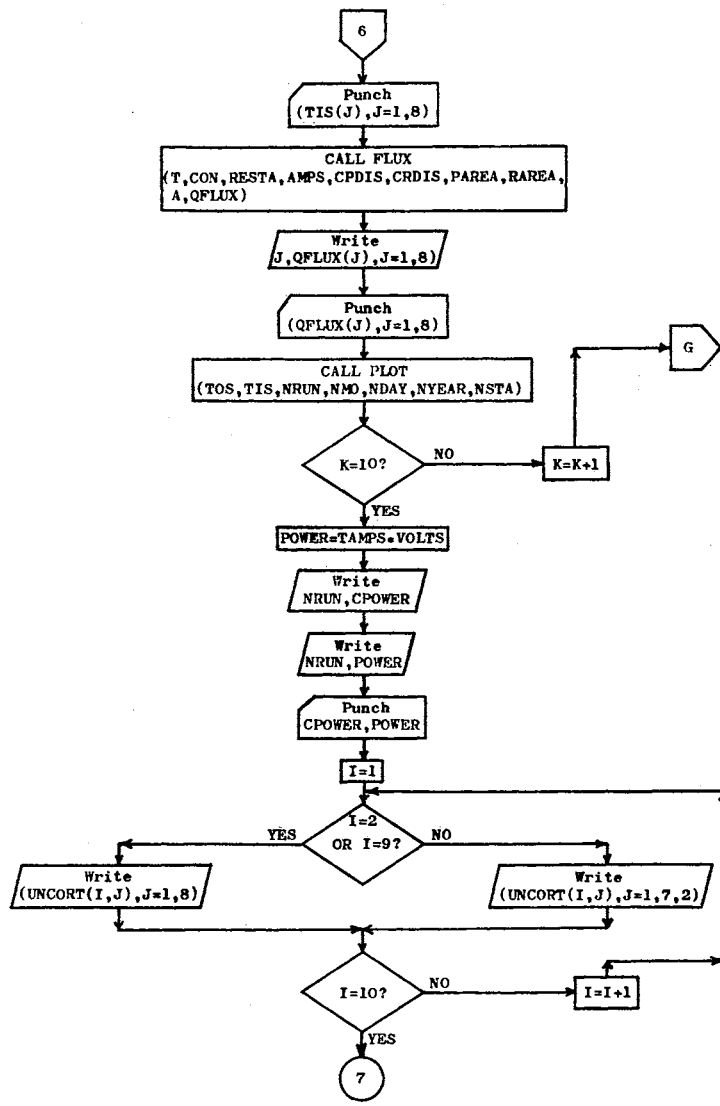 6
Punch
(TIS(J),J=1,8)
CALL FLUX
(T,CON,RESTA,AMPS,CPDIS,CRDIS,PAREA,RAREA,
A,QFLUX)
Write
J,QFLUX(J),J=1,8)
Punch
(QFLUX(J),J=1,8)
G
CALL PLOT
(TOS,TIS,NRUN,NMO,NDAY,NYEAR,NSTA)
K=10?
NO
K=K+1
YES
POWER=TAMPS*VOLTS
Write
NRUN,CPOWER
Write
NRUN,POWER
Punch
CPOWER,POWER
I=1
I=2
OR I=9?
YES
NO
Write
(UNCORT(I,J),J=1,8)
Write
(UNCORT(I,J),J=1,7,2)
I=10?
NO
I=I+1
YES
7